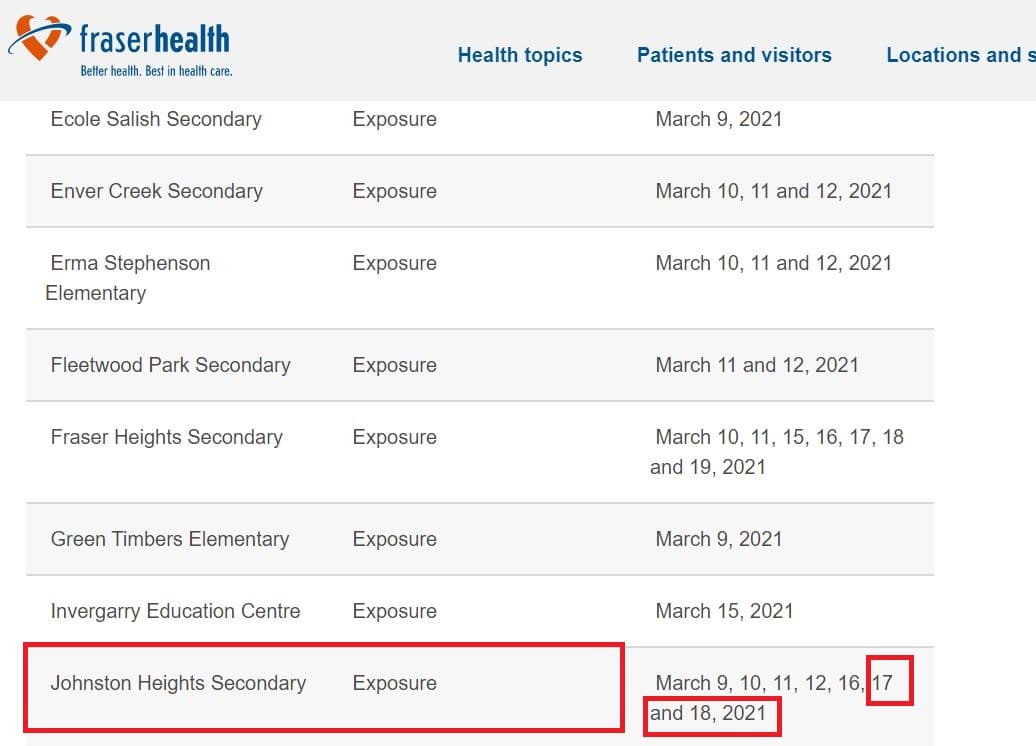 fraserhealth
Better health. Best in health care.
Health topics Patients and visitors Locations and s
Ecole Salish Secondary Exposure March 9, 2021
Enver Creek Secondary Exposure March 10, 11 and 12, 2021
Erma Stephenson Exposure March 10, 11 and 12, 2021
Elementary
Fleetwood Park Secondary Exposure March 11 and 12, 2021
Fraser Heights Secondary Exposure March 10, 11, 15, 16, 17, 18
and 19, 2021
Green Timbers Elementary Exposure March 9, 2021
Invergarry Education Centre Exposure March 15, 2021
Johnston Heights Secondary Exposure March 9, 10, 11, 12, 16, 17
and 18, 2021